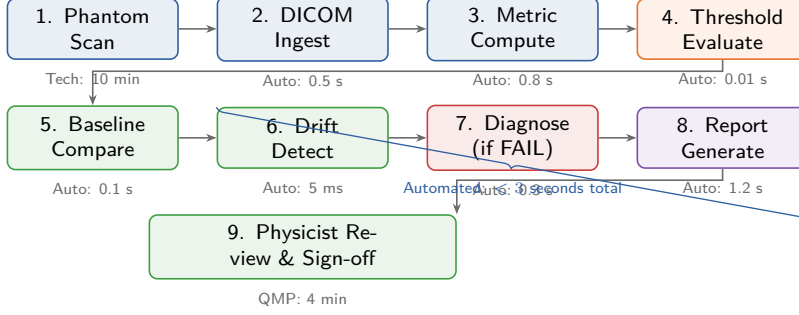 1. Phantom
Scan
2. DICOM
Ingest
3. Metric
Compute
4. Threshold
Evaluate
Tech: 10 min
Auto: 0.5 s
Auto: 0.8 s
Auto: 0.01 s
5. Baseline
Compare
6. Drift
Detect
7. Diagnose
(if FAIL)
8. Report
Generate
Auto: 0.1 s
Auto: 5 ms
Automated: < 3 seconds total
Auto: 0.3 s
Auto: 1.2 s
9. Physicist Re-
view & Sign-off
QMP: 4 min